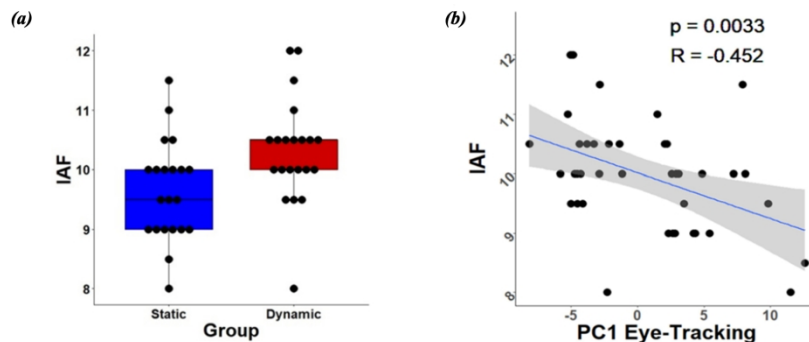 (a)
IAF
12
11
10
9
8
Static
Dynamic
Group
(b)
p = 0.0033
R = -0.452
IAF
12
11
10
9
8
-5
0
5
10
PC1 Eye-Tracking